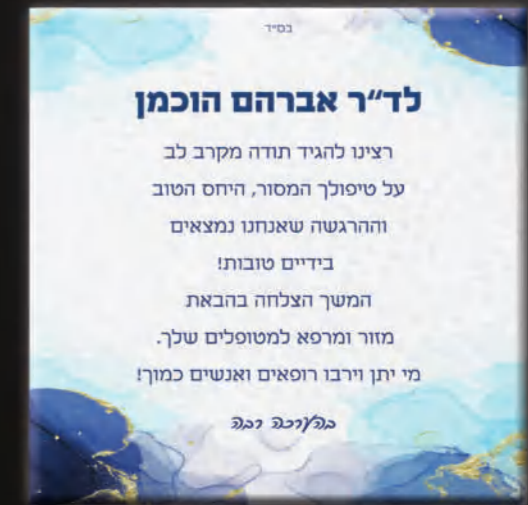 בס"ד
לד"ר אברהם הוכמן
רצינו להגיד תודה מקרב לב
על טיפולך המסור, היחס הטוב
וההרגשה שאנחנו נמצאים
בידיים טובות!
המשך הצלחה בהבאת
מזור ומרפא למטופלים שלך.
מי יתן וירבו רופאים ואנשים כמוך!
בהערכה רבה